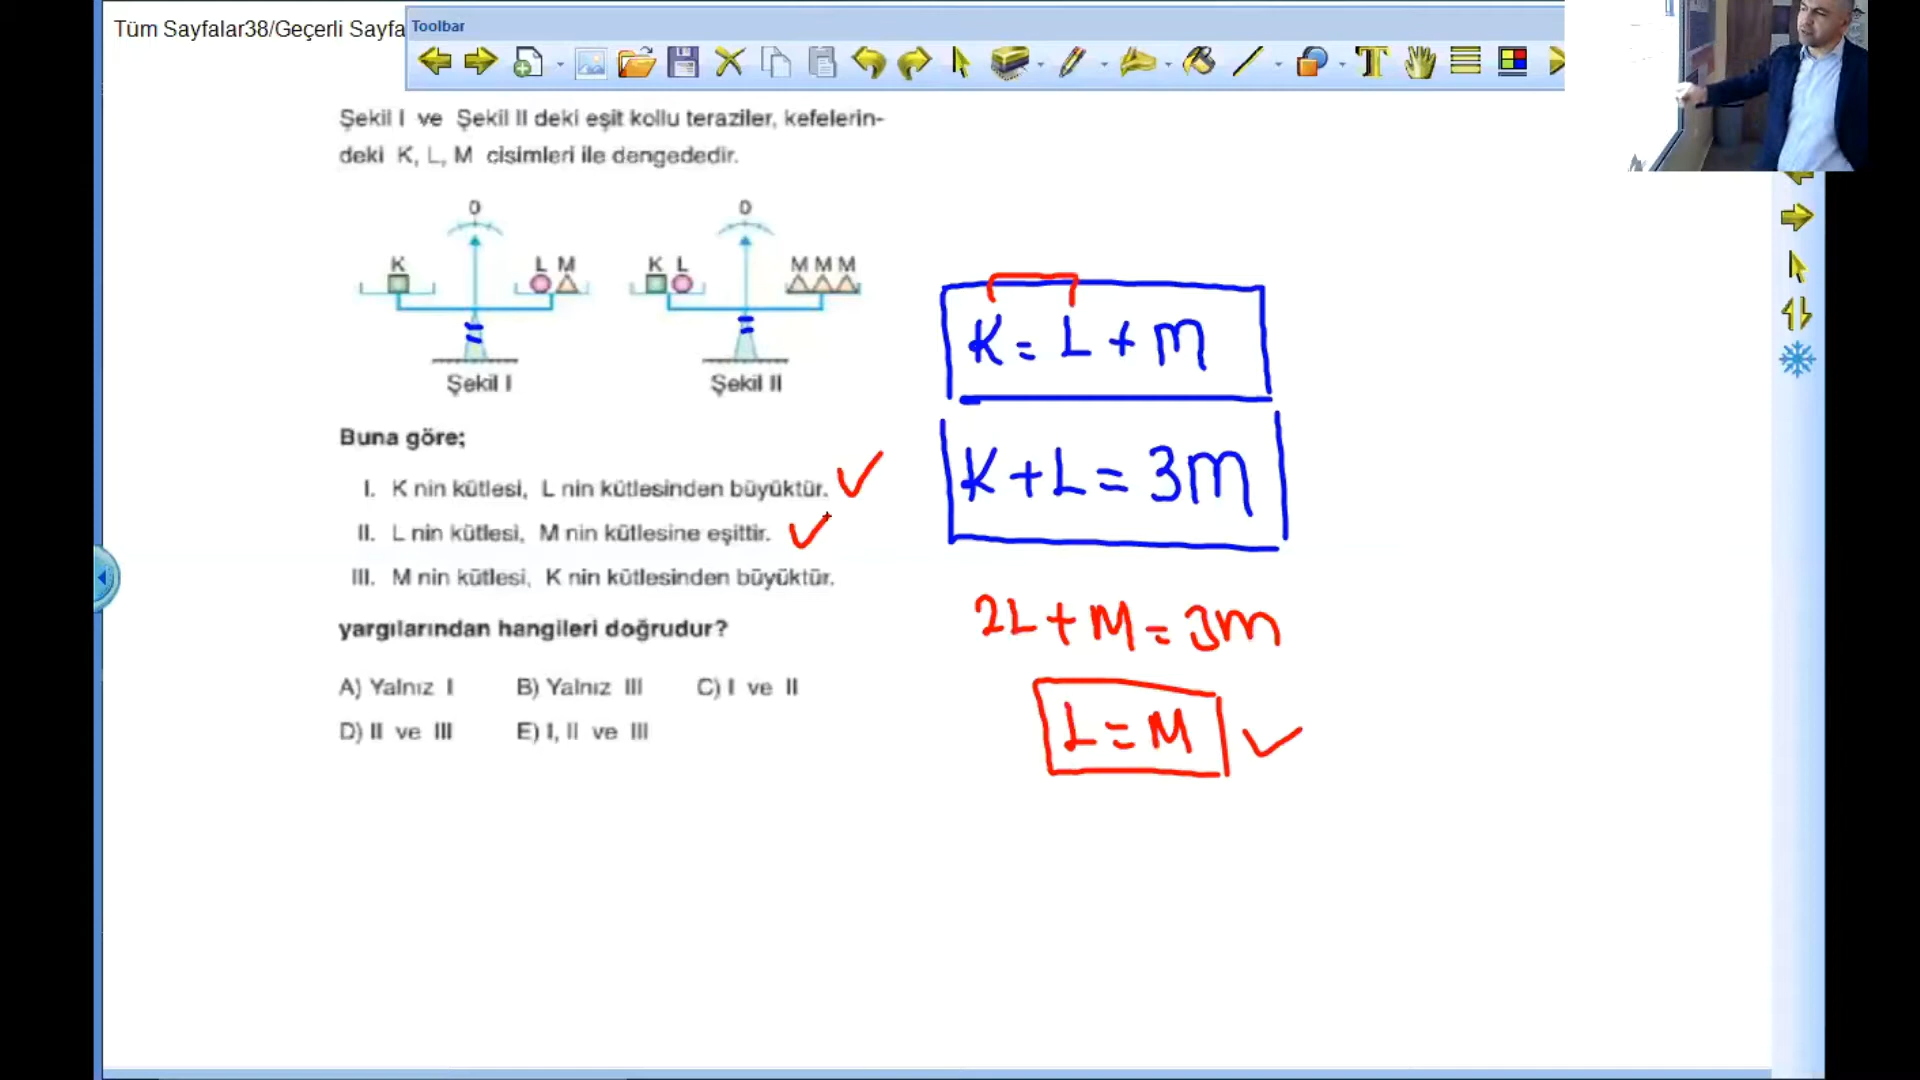 Tüm Sayfalar38/Geçerli Sayfa
Toolbar
Şekil I ve Şekil II deki eşit kollu teraziler, kefelerin-
deki K, L, M cisimleri ile dengededir.
0 0
K L M K L M M M
Şekil I Şekil II
K = L + M
K + L = 3M
Buna göre;
I. K nin kütlesi, L nin kütlesinden büyüktür.
II. L nin kütlesi, M nin kütlesine eşittir.
III. M nin kütlesi, K nin kütlesinden büyüktür.
yargılarından hangileri doğrudur?
A) Yalnız I B) Yalnız III C) I ve II
D) II ve III E) I, II ve III
2L + M = 3M
L = M